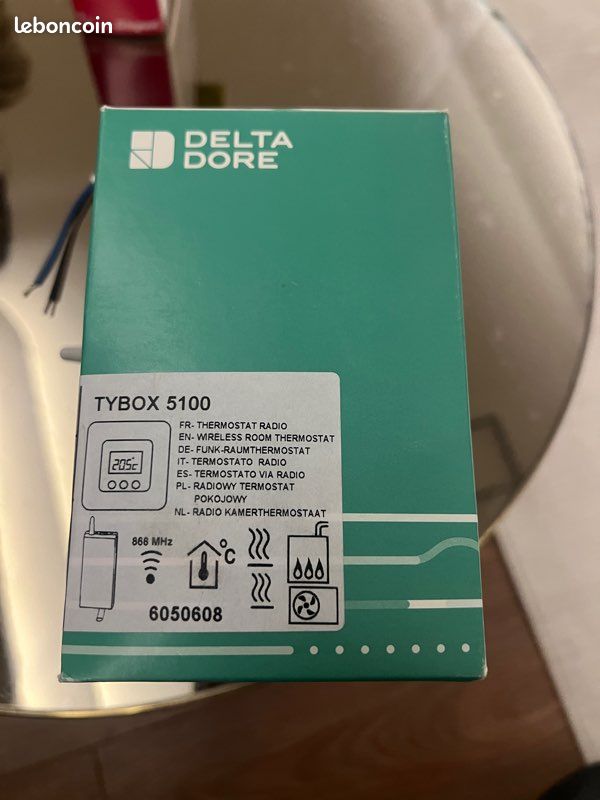 leboncoin
DELTA
DORE
TYBOX 5100
FR- THERMOSTAT RADIO
EN- WIRELESS ROOM THERMOSTAT
DE- FUNK-RAUMTHERMOSTAT
IT- TERMOSTATO RADIO
ES- TERMOSTATO VIA RADIO
PL- RADIOWY TERMOSTAT
POKOJOWY
NL- RADIO KAMERTHERMOSTAAT
20.5c
868 MHz
°C
6050608